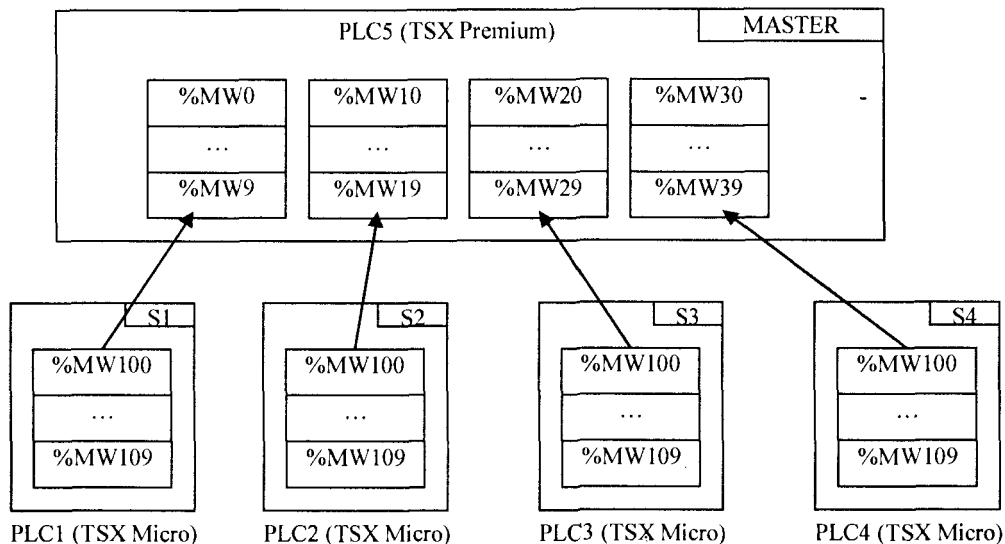 PLC5 (TSX Premium) MASTER
%MW0 %MW10 %MW20 %MW30
... ... ... ...
%MW9 %MW19 %MW29 %MW39
S1 S2 S3 S4
%MW100 %MW100 %MW100 %MW100
... ... ... ...
%MW109 %MW109 %MW109 %MW109
PLC1 (TSX Micro) PLC2 (TSX Micro) PLC3 (TSX Micro) PLC4 (TSX Micro)